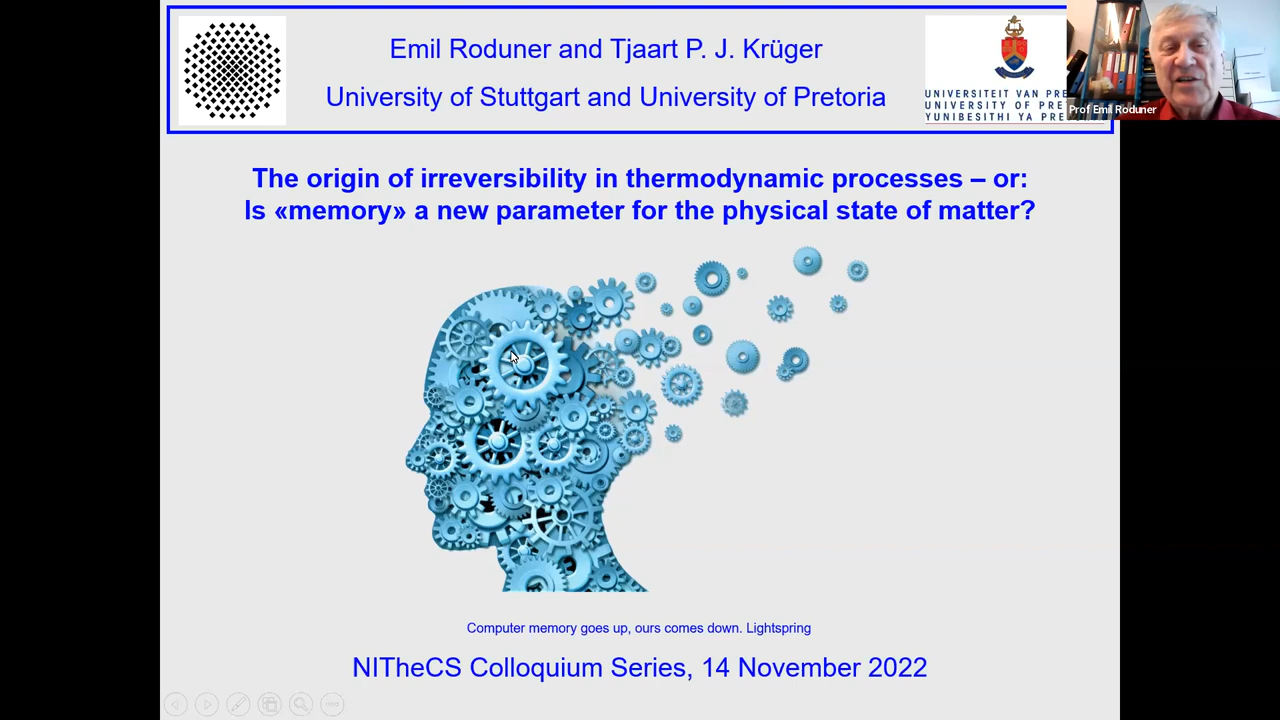 Emil Roduner and Tjaart P. J. Krüger
University of Stuttgart and University of Pretoria
UNIVERSITEIT VAN PRE
UNIVERSITY OF PRET
YUNIBESITHI YA PRE
Prof Emil Roduner
The origin of irreversibility in thermodynamic processes – or:
Is «memory» a new parameter for the physical state of matter?
Computer memory goes up, ours comes down. Lightspring
NITheCS Colloquium Series, 14 November 2022